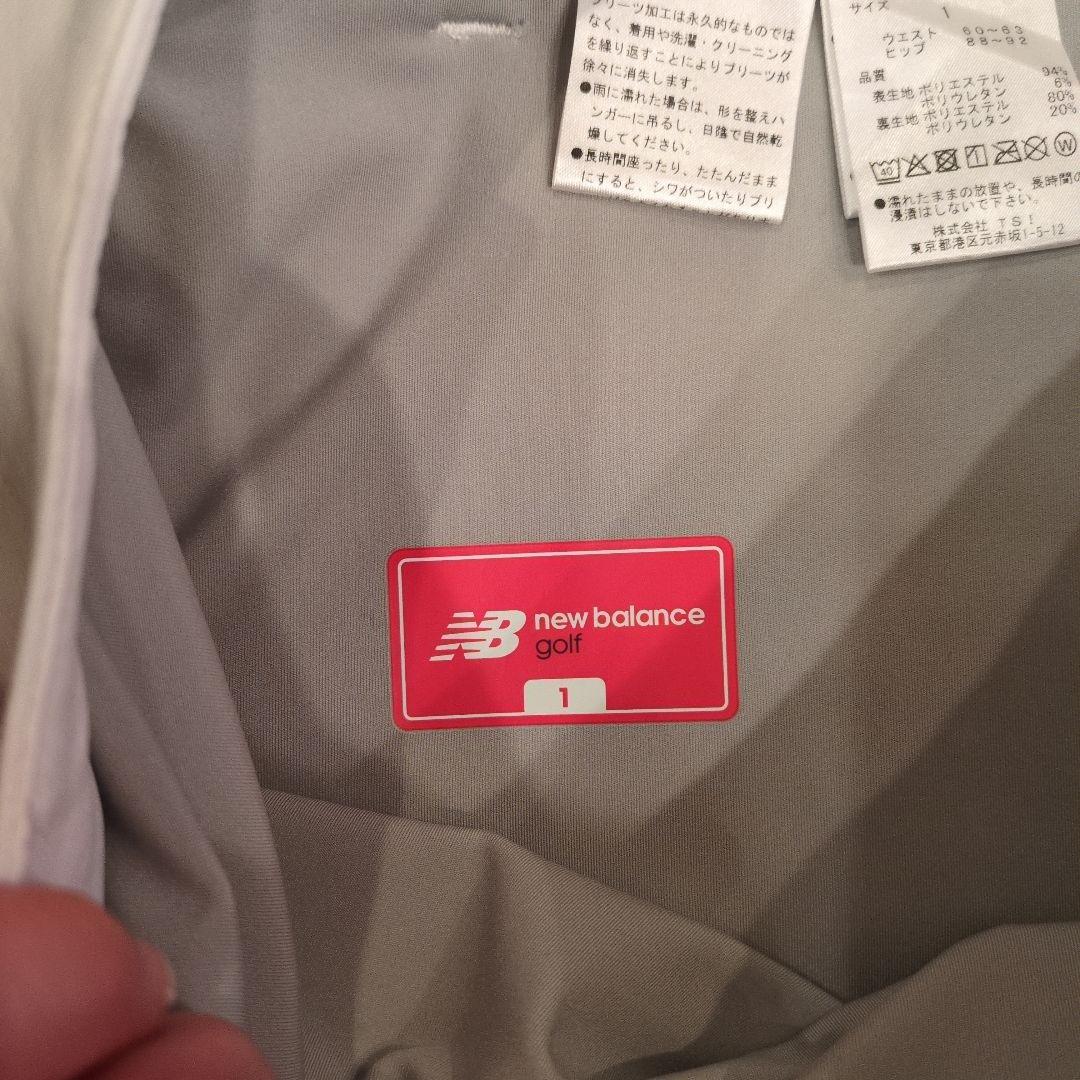 プリーツ加工は永久的なものでは
なく、着用や洗濯・クリーニング
を繰り返すことによりプリーツが
徐々に消失します。
●雨に濡れた場合は、形を整えハ
ンガーに吊るし、日陰で自然乾
燥してください。
●長時間座ったり、たたんだまま
にすると、シワがついたりプリ
サイズ 1
ウエスト 60～63
ヒップ 88～92
品質
表生地 ポリエステル 94%
ポリウレタン 6%
裏生地 ポリエステル 80%
ポリウレタン 20%
40 1 W
●濡れたままの放置や、長時間の
浸漬はしないで下さい。
株式会社 TSI
東京都港区元赤坂1-5-12
NB new balance
golf
1